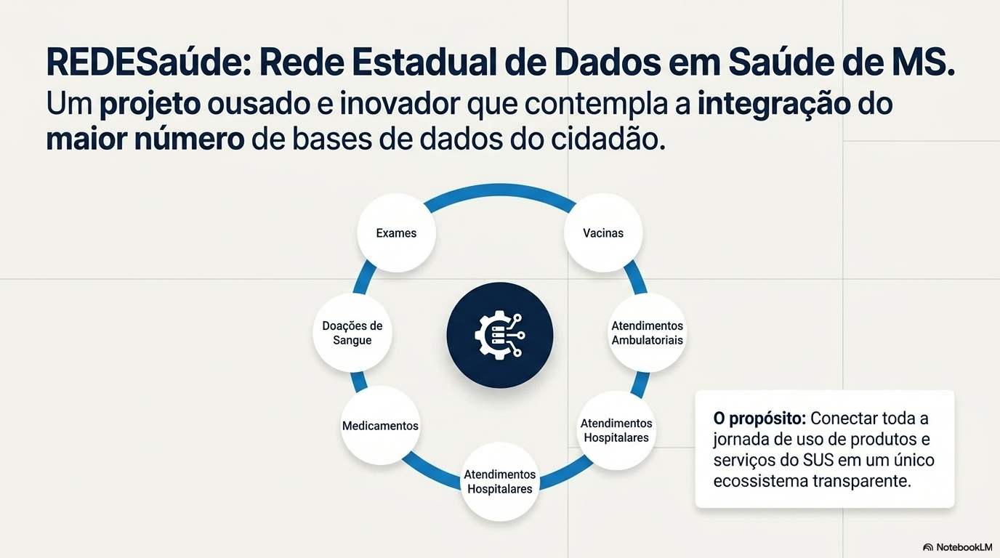 REDESaúde: Rede Estadual de Dados em Saúde de MS.
Um projeto ousado e inovador que contempla a integração do
maior número de bases de dados do cidadão.
Exames
Vacinas
Doações de
Sangue
Atendimentos
Ambulatoriais
Medicamentos
Atendimentos
Hospitalares
Atendimentos
Hospitalares
O propósito: Conectar toda a
jornada de uso de produtos e
serviços do SUS em um único
ecossistema transparente.
NotebookLM